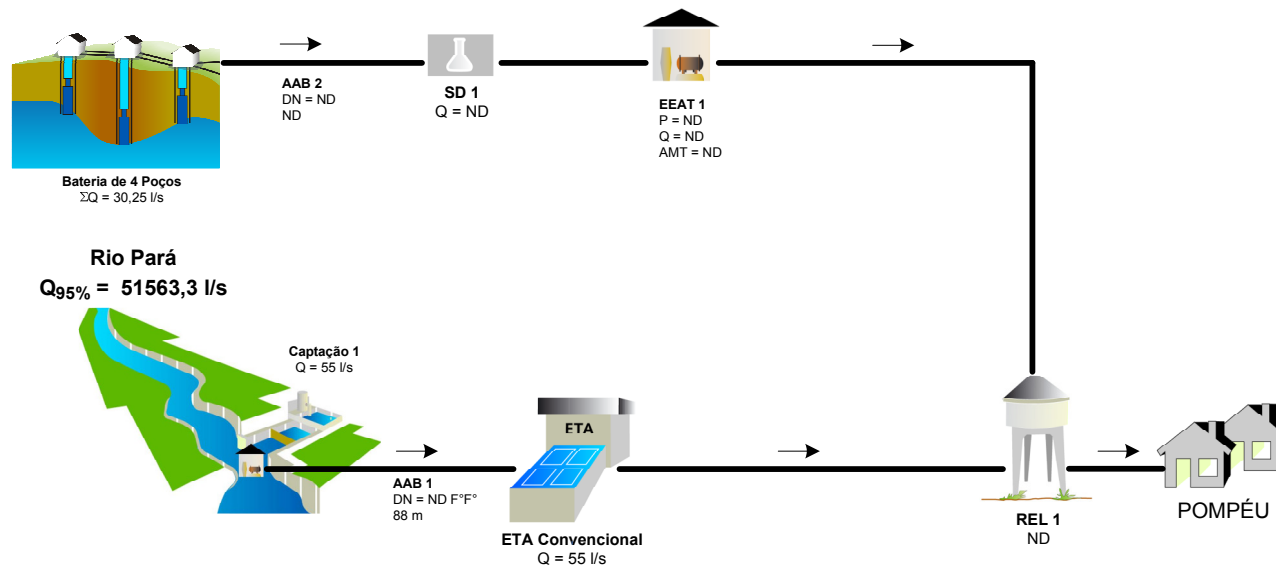 AAB 2
DN = ND
ND
SD 1
Q = ND
EEAT 1
P = ND
Q = ND
AMT = ND
Bateria de 4 Poços
ΣQ = 30,25 l/s
Rio Pará
Q95% = 51563,3 l/s
Captação 1
Q = 55 l/s
ETA
AAB 1
DN = ND F°F°
88 m
ETA Convencional
Q = 55 l/s
REL 1
ND
POMPÉU